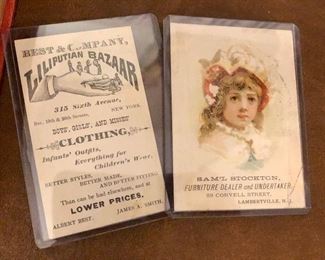 BEST & COMPANY,
LILIPUTIAN BAZAAR
315 Sixth Avenue,
Bet. 19th & 20th Streets, NEW YORK.
BOYS', GIRLS', AND MISSES'
CLOTHING,
Infants' Outfits,
Everything for
Children's Wear,
BETTER STYLES,
BETTER MADE,
AND BETTER FITTING
Than can be had elsewhere, and at
LOWER PRICES.
ALBERT BEST. JAMES A. SMITH.
SAM'L STOCKTON,
FURNITURE DEALER and UNDERTAKER,
CORYELL STREET,
LAMBERTVILLE, N.J.